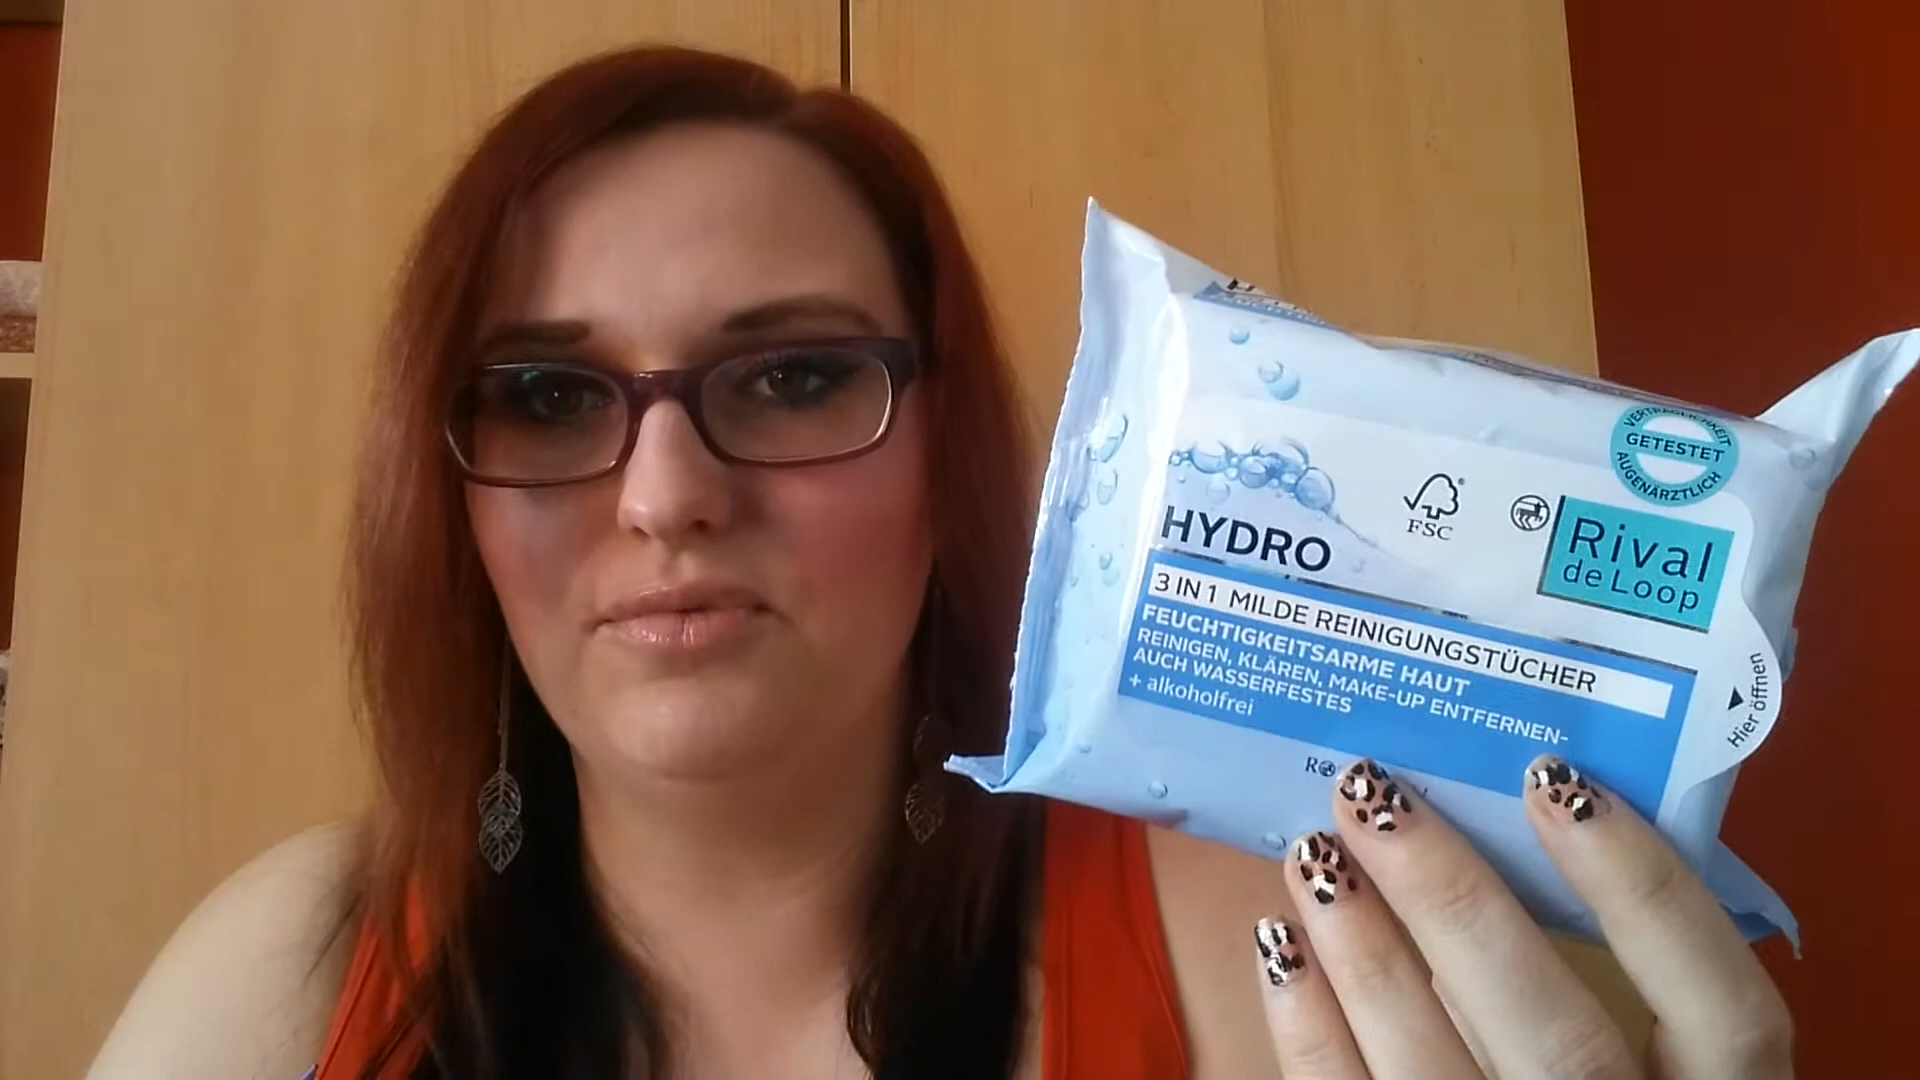 VERTRÄGLICHKEIT
GETESTET
AUGENÄRZTLICH
FSC
Rival
de Loop
HYDRO
3 IN 1 MILDE REINIGUNGSTÜCHER
FEUCHTIGKEITSARME HAUT
REINIGEN, KLÄREN, MAKE-UP ENTFERNEN-
AUCH WASSERFESTES
+ alkoholfrei
Hier öffnen